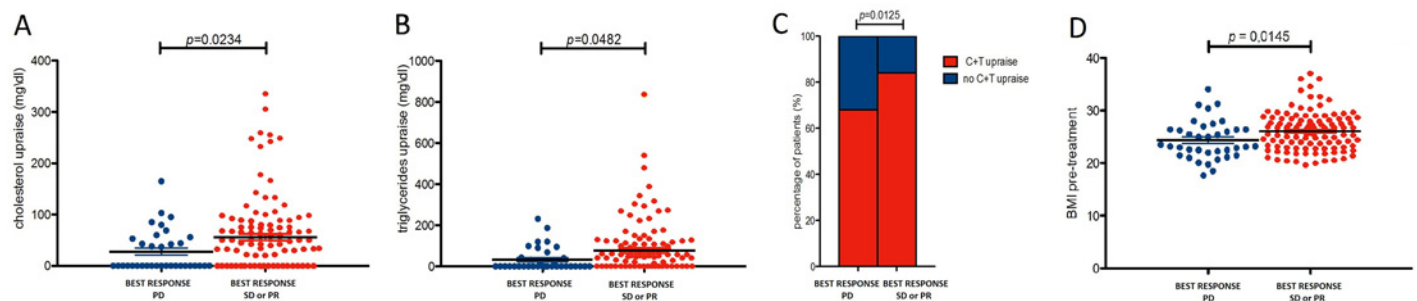 A
p=0.0234
cholesterol upraise (mg\dl)
400
300
200
100
0
BEST RESPONSE
PD
BEST RESPONSE
SD or PR
B
p=0.0482
triglycerides upraise (mg/dl)
1000
800
600
400
200
0
BEST RESPONSE
PD
BEST RESPONSE
SD or PR
C
p=0.0125
percentage of patients (%)
100
80
60
40
20
0
BEST RESPONSE
PD
BEST RESPONSE
SD or PR
C+T upraise
no C+T upraise
D
p = 0,0145
BMI pre-treatment
40
30
20
10
0
BEST RESPONSE
PD
BEST RESPONSE
SD or PR